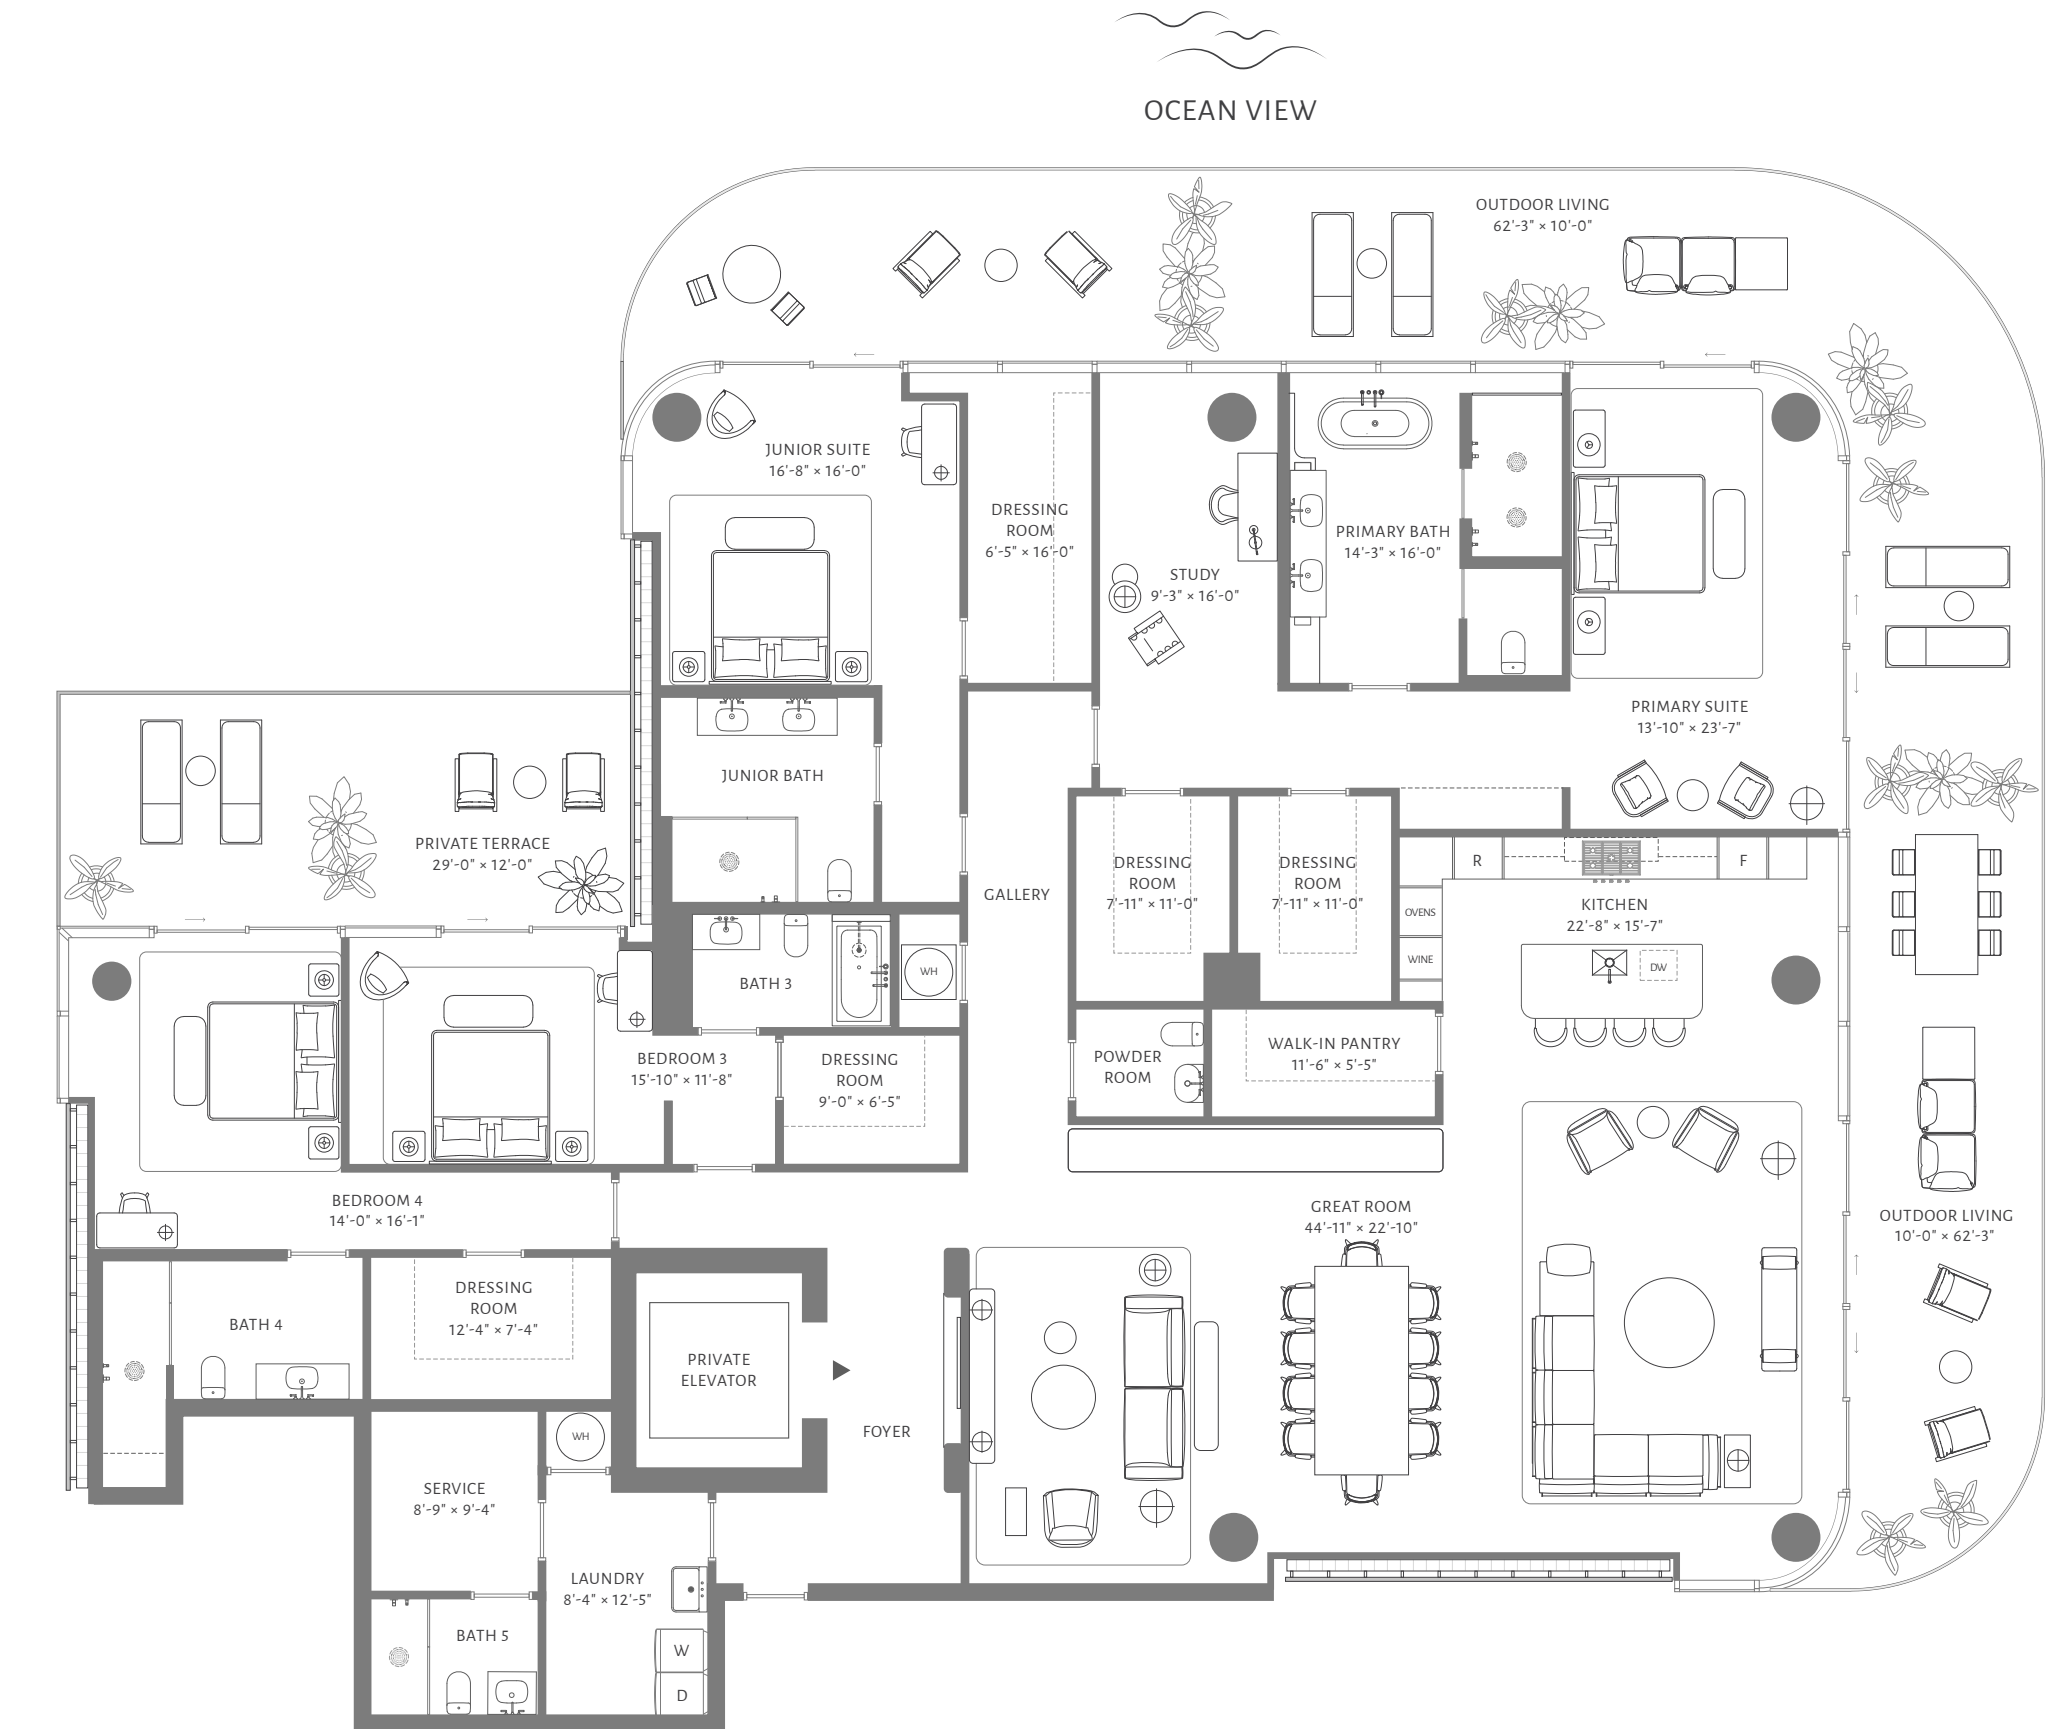 OCEAN VIEW
OUTDOOR LIVING
62'-3" × 10'-0"
JUNIOR SUITE
16'-8" × 16'-0"
DRESSING
ROOM
6'-5" × 16'-0"
STUDY
9'-3" × 16'-0"
PRIMARY BATH
14'-3" × 16'-0"
PRIMARY SUITE
13'-10" × 23'-7"
JUNIOR BATH
PRIVATE TERRACE
29'-0" × 12'-0"
GALLERY
DRESSING
ROOM
7'-11" × 11'-0"
DRESSING
ROOM
7'-11" × 11'-0"
R
F
OVENS
WINE
KITCHEN
22'-8" × 15'-7"
DW
BATH 3
WH
BEDROOM 3
15'-10" × 11'-8"
DRESSING
ROOM
9'-0" × 6'-5"
POWDER
ROOM
WALK-IN PANTRY
11'-6" × 5'-5"
BEDROOM 4
14'-0" × 16'-1"
GREAT ROOM
44'-11" × 22'-10"
OUTDOOR LIVING
10'-0" × 62'-3"
BATH 4
DRESSING
ROOM
12'-4" × 7'-4"
PRIVATE
ELEVATOR
FOYER
WH
SERVICE
8'-9" × 9'-4"
LAUNDRY
8'-4" × 12'-5"
BATH 5
W
D